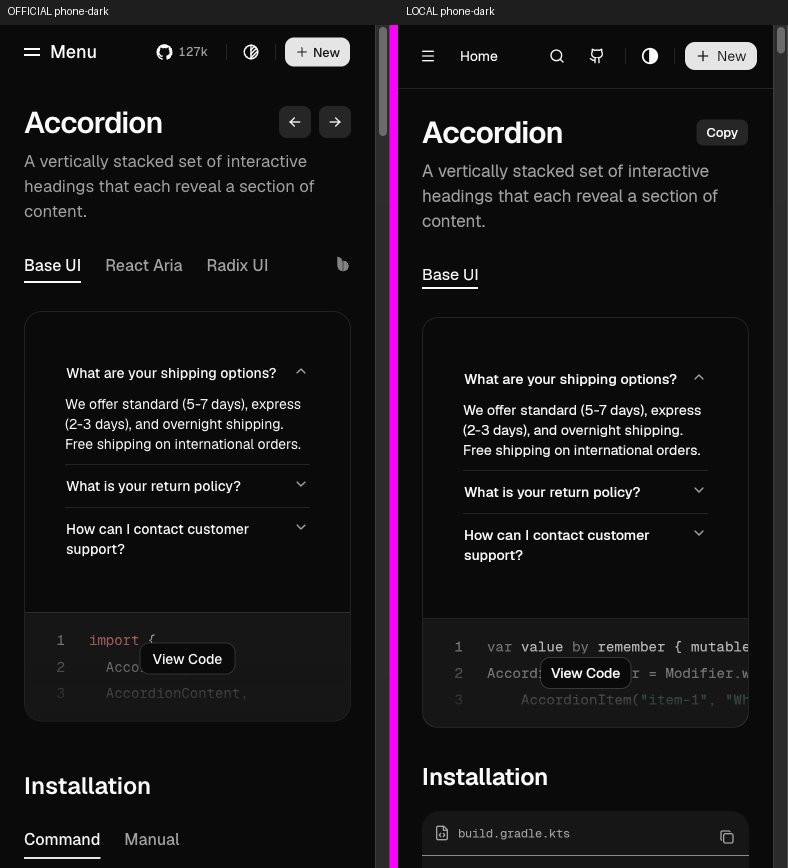 OFFICIAL phone-dark
Menu
127k
New
Accordion
A vertically stacked set of interactive
headings that each reveal a section of
content.
Base UI
React Aria
Radix UI
What are your shipping options?
We offer standard (5-7 days), express
(2-3 days), and overnight shipping.
Free shipping on international orders.
What is your return policy?
How can I contact customer
support?
1 import {
2 Acco
View Code
3 AccordionContent,
Installation
Command
Manual
LOCAL phone-dark
Home
New
Accordion
Copy
A vertically stacked set of interactive
headings that each reveal a section of
content.
Base UI
What are your shipping options?
We offer standard (5-7 days), express
(2-3 days), and overnight shipping.
Free shipping on international orders.
What is your return policy?
How can I contact customer
support?
1 var value by remember { mutable
2 Accordi r = Modifier.w
View Code
3 AccordionItem("item-1", "Wh
Installation
build.gradle.kts